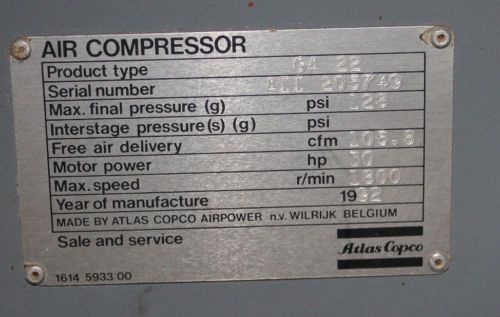 AIR COMPRESSOR
Product type GA 22
Serial number AII 205749
Max. final pressure (g) psi 128
Interstage pressure(s) (g) psi
Free air delivery cfm 108.8
Motor power hp 30
Max. speed r/min 1800
Year of manufacture 1992
MADE BY ATLAS COPCO AIRPOWER n.v. WILRIJK BELGIUM
Sale and service
Atlas Copco
1614 5933 00